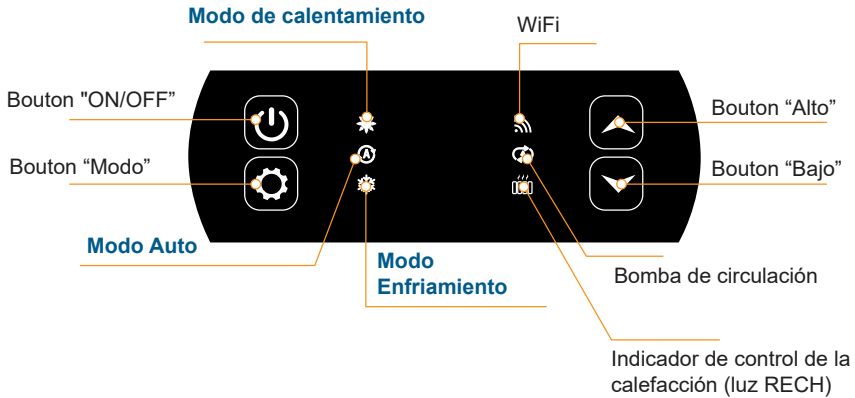 Modo de calentamiento
WiFi
Bouton "ON/OFF”
Bouton “Alto”
A
Bouton “Modo”
Bouton “Bajo”
Modo Auto
Modo
Enfriamiento
Bomba de circulación
Indicador de control de la
calefacción (luz RECH)